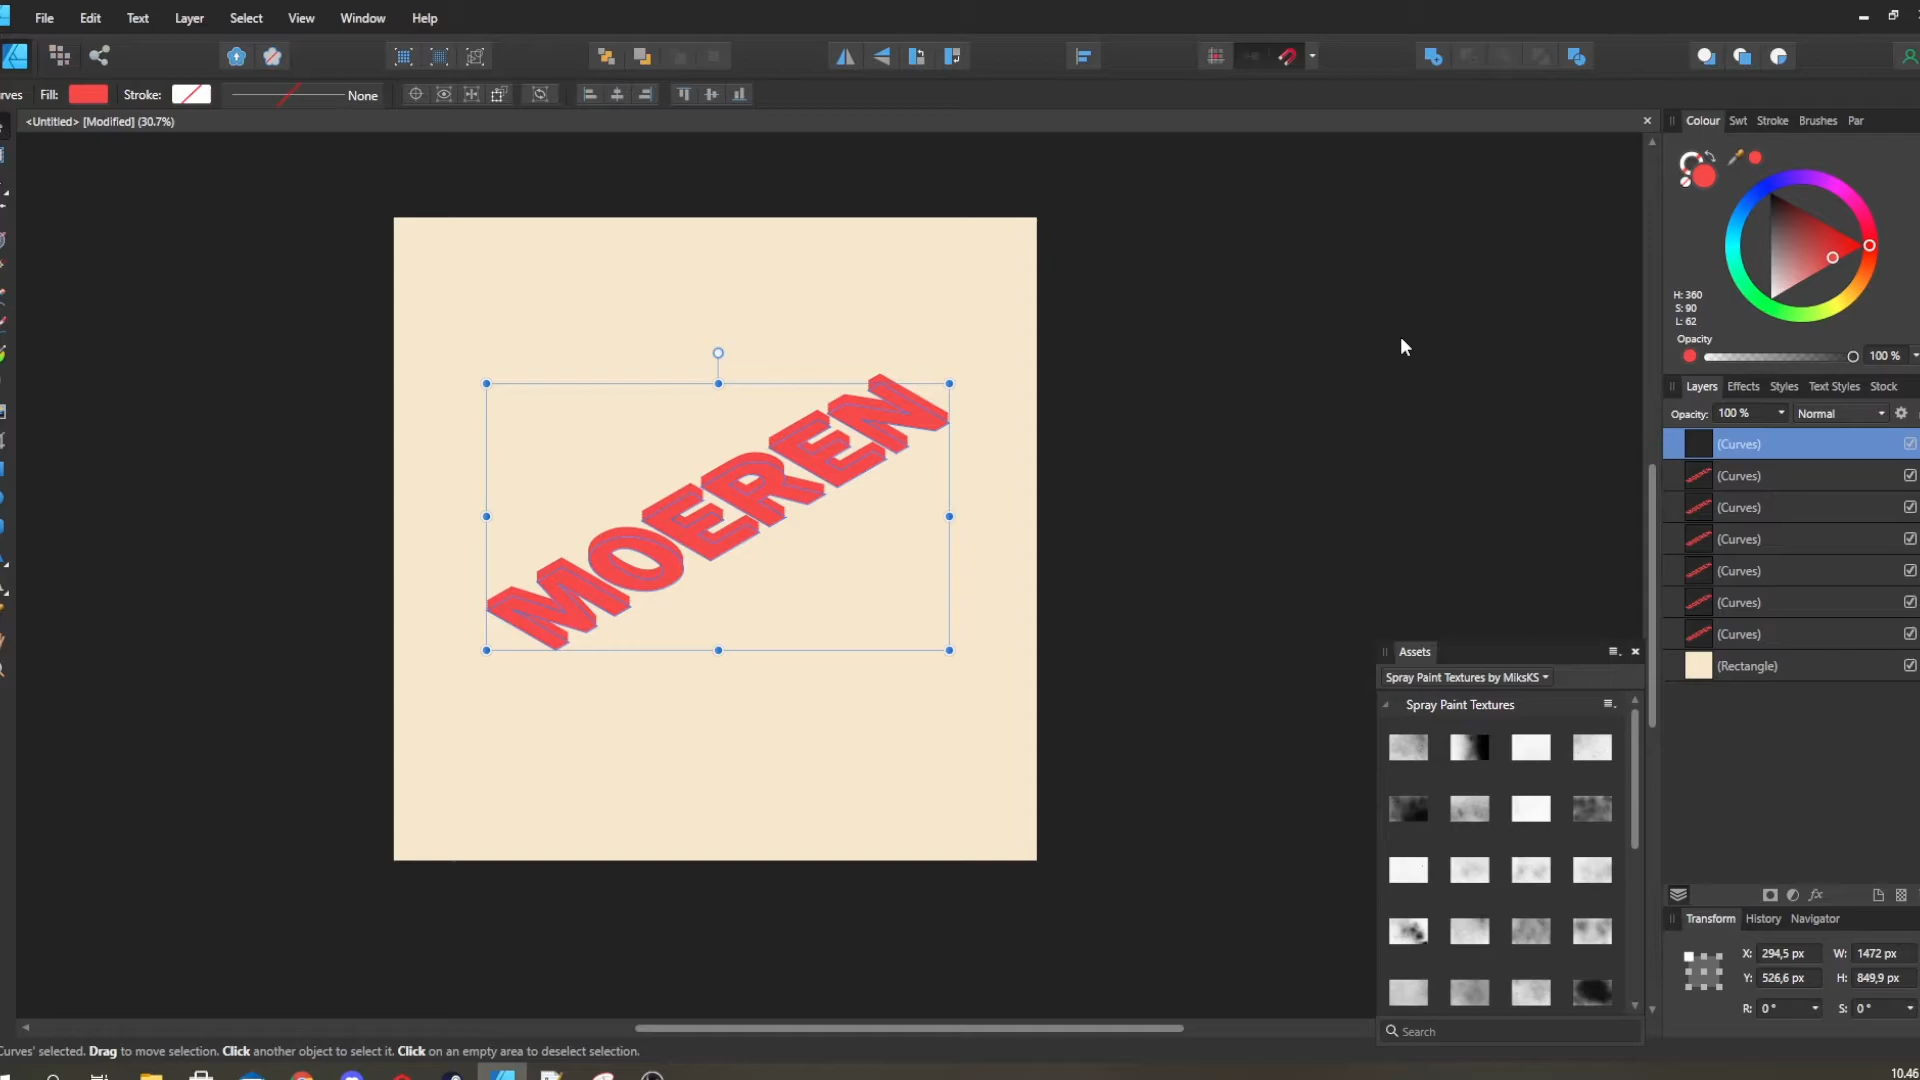 File Edit Text Layer Select View Window Help
rves Fill: Stroke: None
<Untitled> [Modified] (30.7%)
Colour Swt Stroke Brushes Par
H: 360
S: 90
L: 62
Opacity
100 %
Layers Effects Styles Text Styles Stock
Opacity: 100 % Normal
(Curves)
(Curves)
(Curves)
(Curves)
(Curves)
(Curves)
(Curves)
(Rectangle)
MOEREN
Assets
Spray Paint Textures by MiksKS
Spray Paint Textures
Search
Transform History Navigator
X: 294,5 px W: 1472 px
Y: 526,6 px H: 849,9 px
R: 0 ° S: 0 °
Curves' selected. Drag to move selection. Click another object to select it. Click on an empty area to deselect selection.
10.46